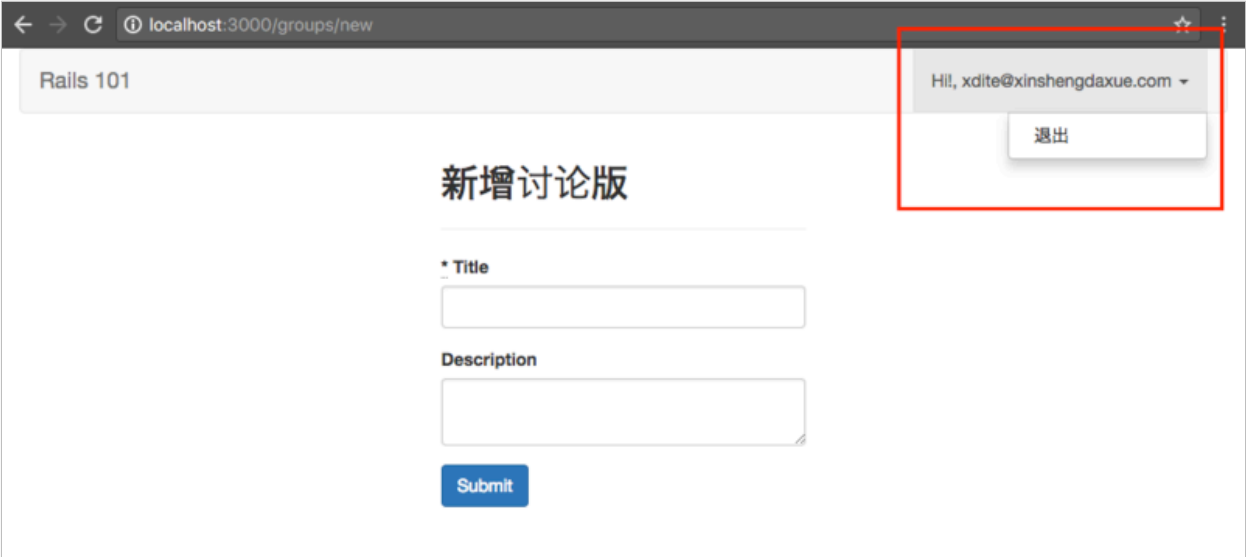 localhost:3000/groups/new
Rails 101
Hi!, xdite@xinshengdaxue.com
退出
新增讨论版
* Title
Description
Submit